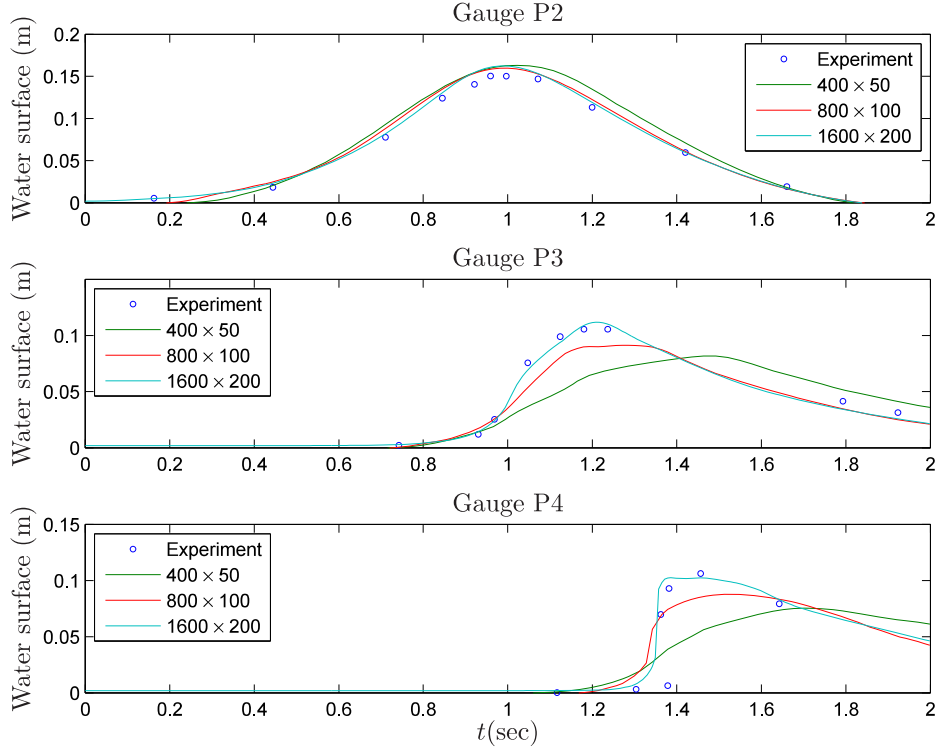 Gauge P2
Water surface (m)
0.2
0.15
0.1
0.05
0
Experiment
400 × 50
800 × 100
1600 × 200
0 0.2 0.4 0.6 0.8 1 1.2 1.4 1.6 1.8 2
Gauge P3
Water surface (m)
0.1
0.05
0
Experiment
400 × 50
800 × 100
1600 × 200
0 0.2 0.4 0.6 0.8 1 1.2 1.4 1.6 1.8 2
Gauge P4
Water surface (m)
0.15
0.1
0.05
0
Experiment
400 × 50
800 × 100
1600 × 200
0 0.2 0.4 0.6 0.8 1 1.2 1.4 1.6 1.8 2
t(sec)